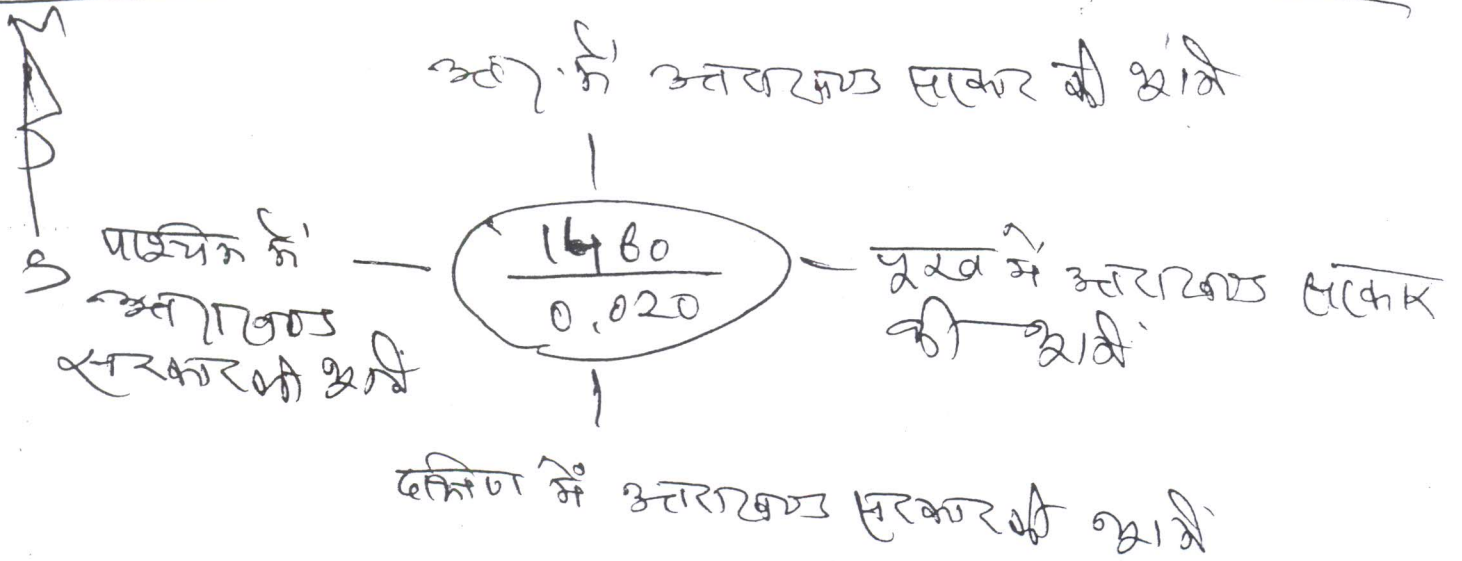 N
उत्तर में उत्तराखण्ड सरकार की भूमि
S
पश्चिम में
उत्तराखण्ड
सरकार की भूमि
1460
0.020
पूरब में उत्तराखण्ड सरकार
की भूमि
दक्षिण में उत्तराखण्ड सरकार की भूमि